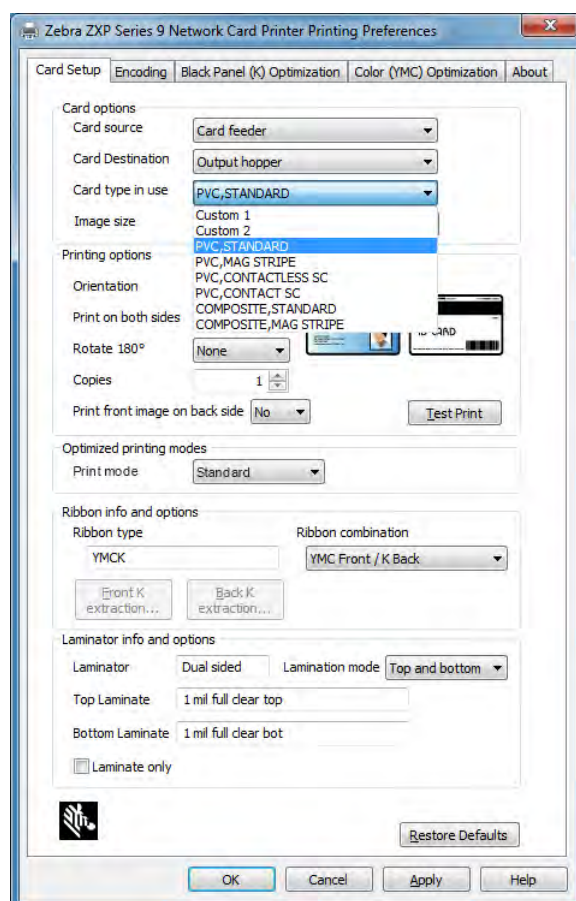 Zebra ZXP Series 9 Network Card Printer Printing Preferences
Card Setup Encoding Black Panel (K) Optimization Color (YMC) Optimization About
Card options
Card source Card feeder
Card Destination Output hopper
Card type in use PVC,STANDARD
Custom 1
Image size
Custom 2
PVC,STANDARD
Printing options
PVC,MAG STRIPE
PVC,CONTACTLESS SC
Orientation
PVC,CONTACT SC
COMPOSITE,STANDARD
Print on both sides
COMPOSITE,MAG STRIPE
ID CARD
Rotate 180° None
Copies 1
Print front image on back side No Test Print
Optimized printing modes
Print mode Standard
Ribbon info and options
Ribbon type Ribbon combination
YMCK YMC Front / K Back
Front K extraction... Back K extraction...
Laminator info and options
Laminator Dual sided Lamination mode Top and bottom
Top Laminate 1 mil full clear top
Bottom Laminate 1 mil full clear bot
Laminate only
Restore Defaults
OK Cancel Apply Help